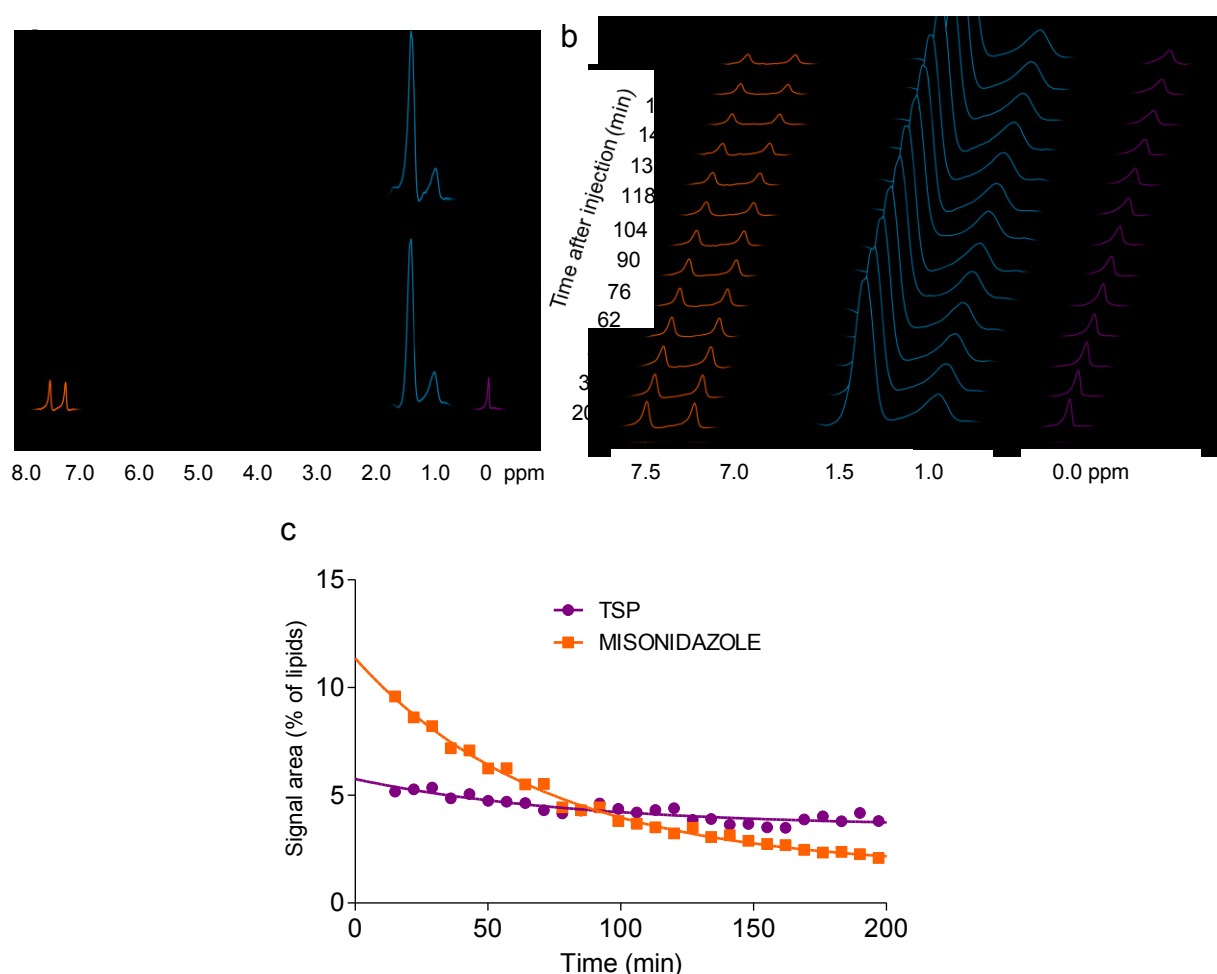 b
Time after injection (min)
14
13
118
104
90
76
62
3
20
8.0 7.0 6.0 5.0 4.0 3.0 2.0 1.0 0 ppm
7.5 7.0 1.5 1.0 0.0 ppm
c
15
10
5
0
Signal area (% of lipids)
TSP
MISONIDAZOLE
0 50 100 150 200
Time (min)